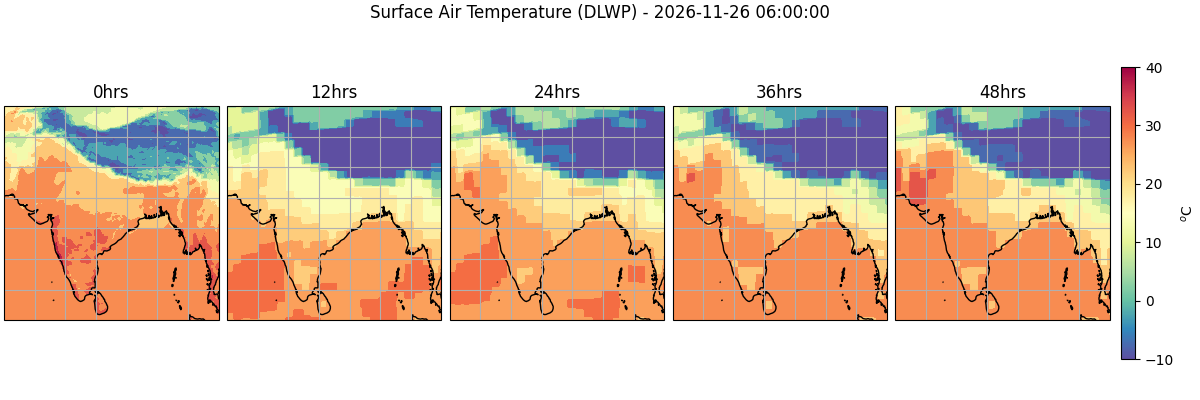 Surface Air Temperature (DLWP) - 2026-11-26 06:00:00
0hrs
12hrs
24hrs
36hrs
48hrs
40
30
20
10
0
−10
°C